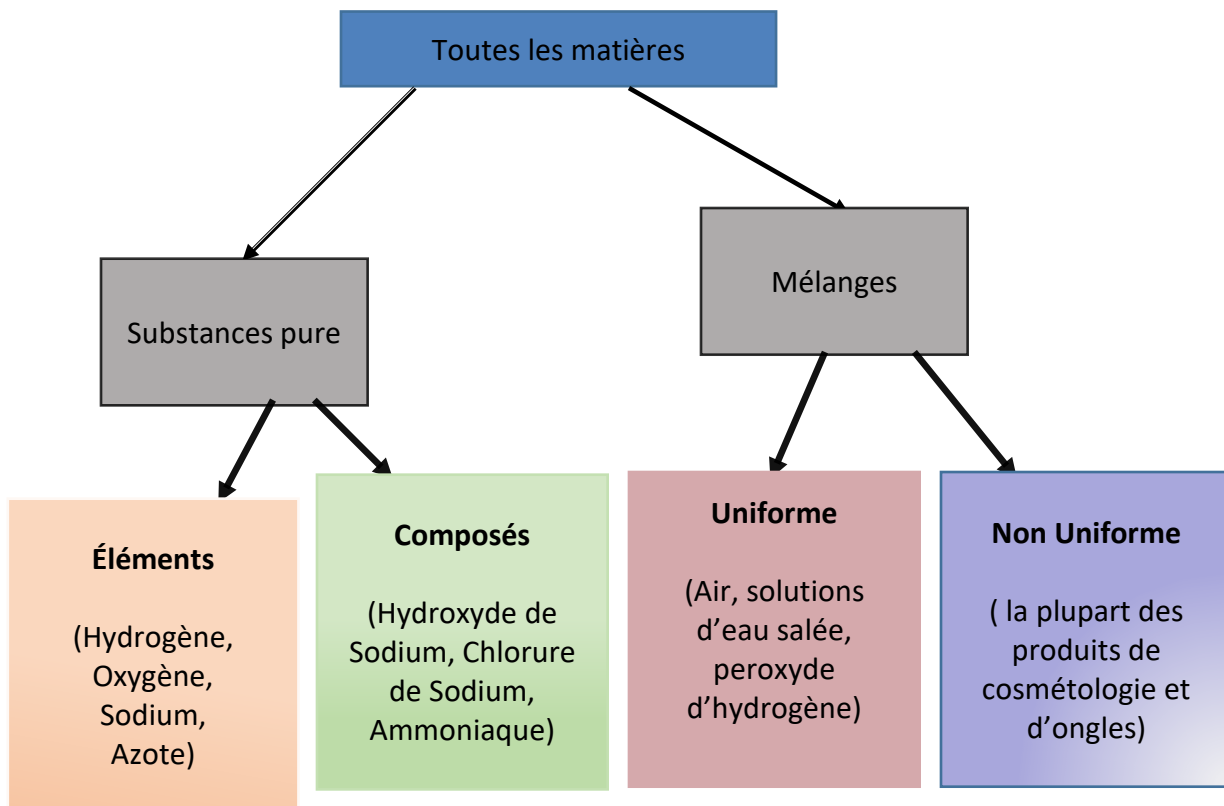 Toutes les matières
Substances pure
Mélanges
Éléments
(Hydrogène,
Oxygène,
Sodium,
Azote)
Composés
(Hydroxyde de
Sodium, Chlorure
de Sodium,
Ammoniaque)
Uniforme
(Air, solutions
d’eau salée,
peroxyde
d’hydrogène)
Non Uniforme
( la plupart des
produits de
cosmétologie et
d’ongles)